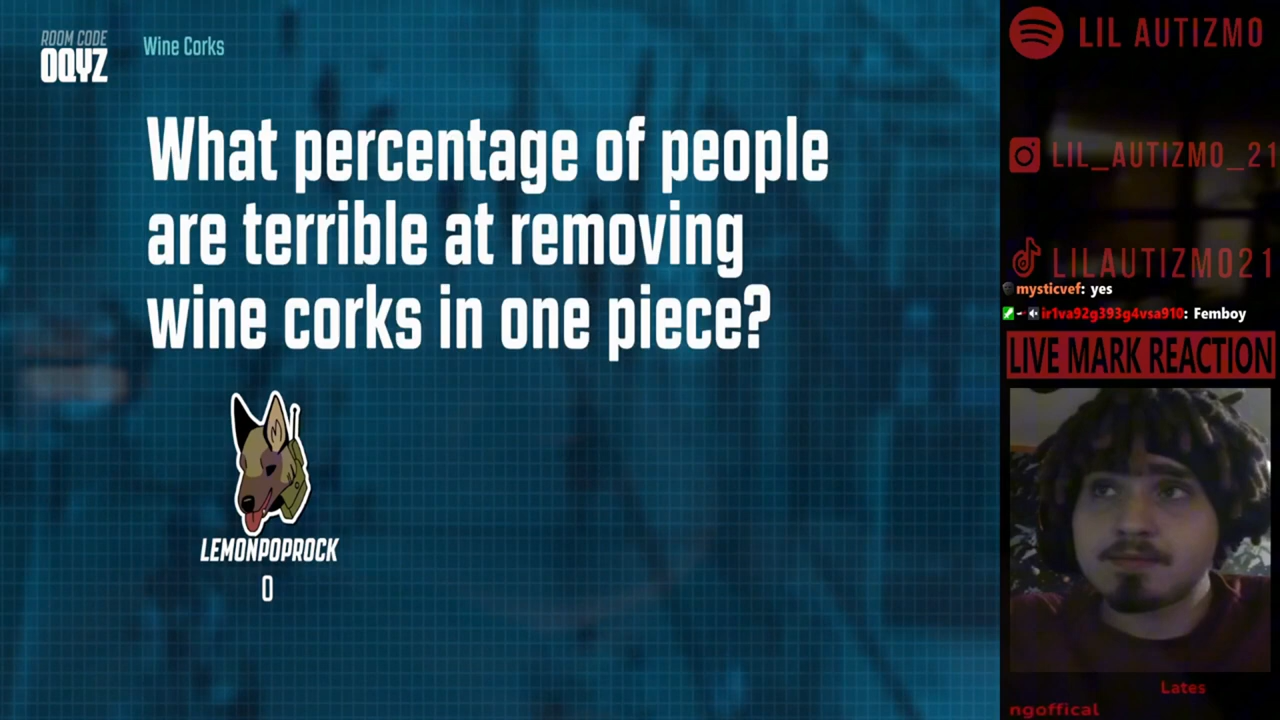 ROOM CODE
OQYZ
Wine Corks
What percentage of people
are terrible at removing
wine corks in one piece?
LEMONPOPROCK
0
LIL AUTIZMO
LIL_AUTIZMO_21
LILAUTIZMO21
mysticvef: yes
ir1va92g393g4vsa910: Femboy
LIVE MARK REACTION
Lates
ngoffical